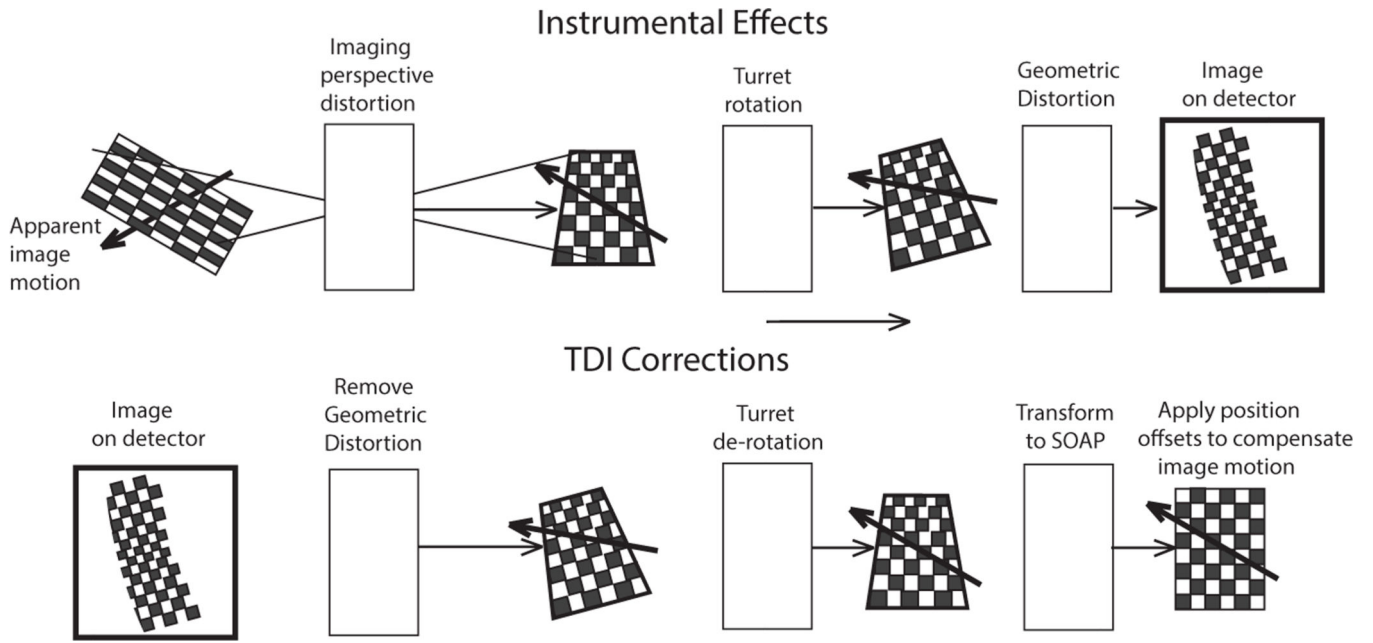 Instrumental Effects
Imaging
perspective
distortion
Turret
rotation
Geometric
Distortion
Image
on detector
Apparent
image
motion
TDI Corrections
Image
on detector
Remove
Geometric
Distortion
Turret
de-rotation
Transform
to SOAP
Apply position
offsets to compensate
image motion